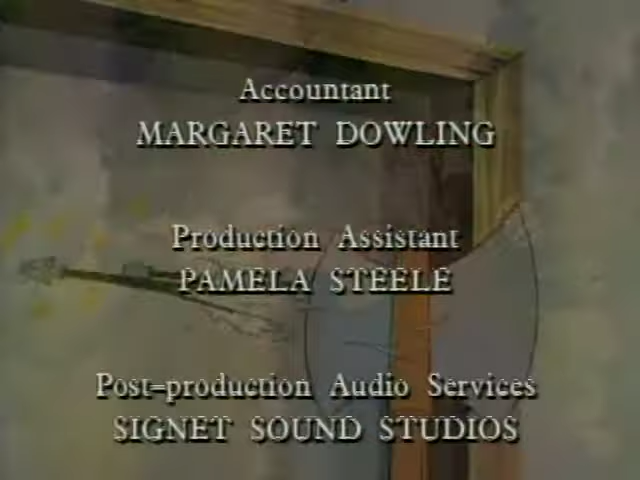 Accountant
MARGARET DOWLING
Production Assistant
PAMELA STEELE
Post-production Audio Services
SIGNET SOUND STUDIOS